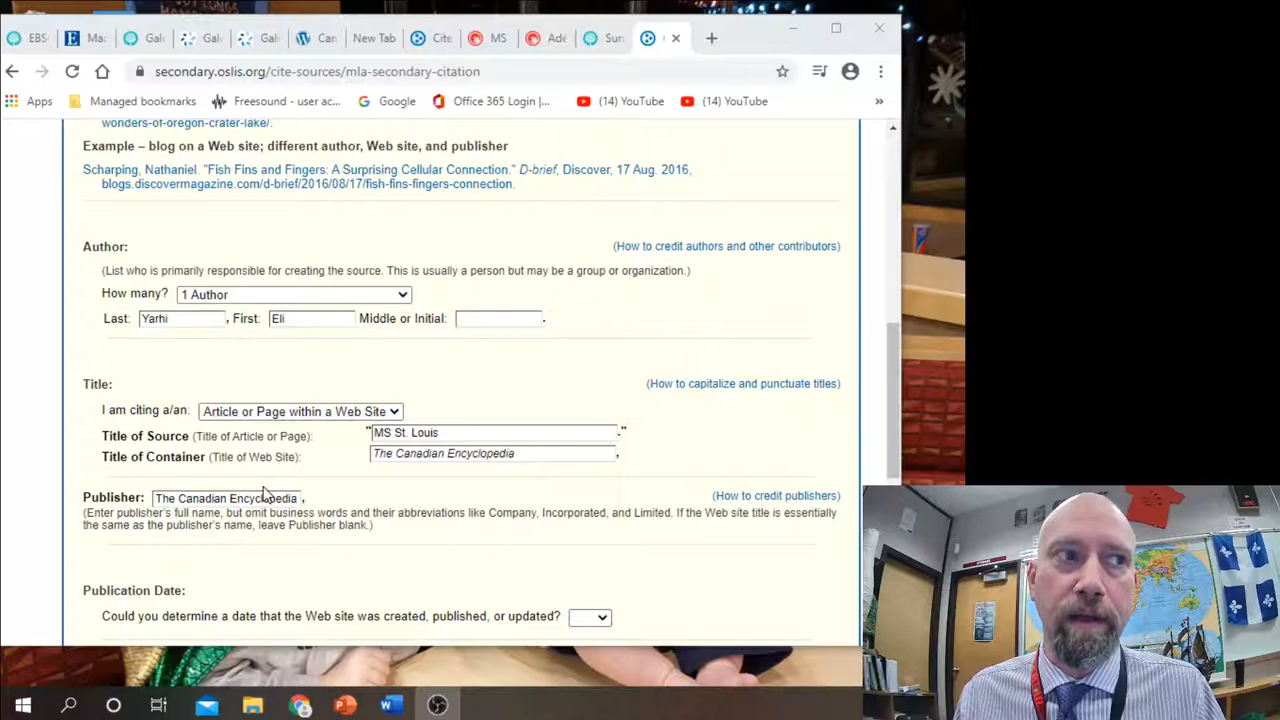 EBS
Mac
Gale
Gale
Gale
Can
New Tab
Cite
MS
Ade
Sur
secondary.oslis.org/cite-sources/mla-secondary-citation
Apps
Managed bookmarks
Freesound - user ac...
Google
Office 365 Login |...
(14) YouTube
(14) YouTube
»
wonders-of-oregon-crater-lake/.
Example – blog on a Web site; different author, Web site, and publisher
Scharping, Nathaniel. "Fish Fins and Fingers: A Surprising Cellular Connection." D-brief, Discover, 17 Aug. 2016,
blogs.discovermagazine.com/d-brief/2016/08/17/fish-fins-fingers-connection.
Author:
(How to credit authors and other contributors)
(List who is primarily responsible for creating the source. This is usually a person but may be a group or organization.)
How many? 1 Author
Last: Yarhi , First: Eli Middle or Initial: .
Title:
(How to capitalize and punctuate titles)
I am citing a/an: Article or Page within a Web Site
Title of Source (Title of Article or Page): "MS St. Louis ."
Title of Container (Title of Web Site): The Canadian Encyclopedia ,
Publisher: The Canadian Encyclopedia ,
(How to credit publishers)
(Enter publisher's full name, but omit business words and their abbreviations like Company, Incorporated, and Limited. If the Web site title is essentially
the same as the publisher's name, leave Publisher blank.)
Publication Date:
Could you determine a date that the Web site was created, published, or updated?